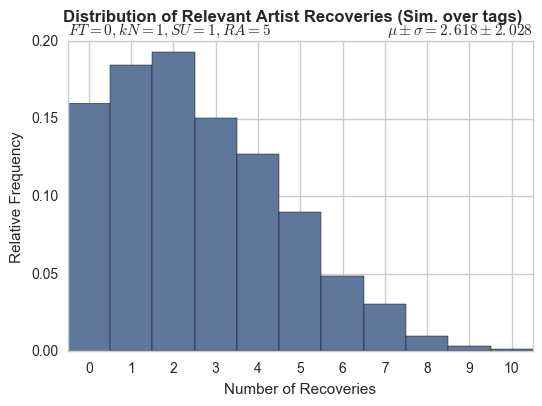 Distribution of Relevant Artist Recoveries (Sim. over tags)
FT = 0, kN = 1, SU = 1, RA = 5 μ ± σ = 2.618 ± 2.028
0.20
0.15
0.10
0.05
0.00
Relative Frequency
0 1 2 3 4 5 6 7 8 9 10
Number of Recoveries